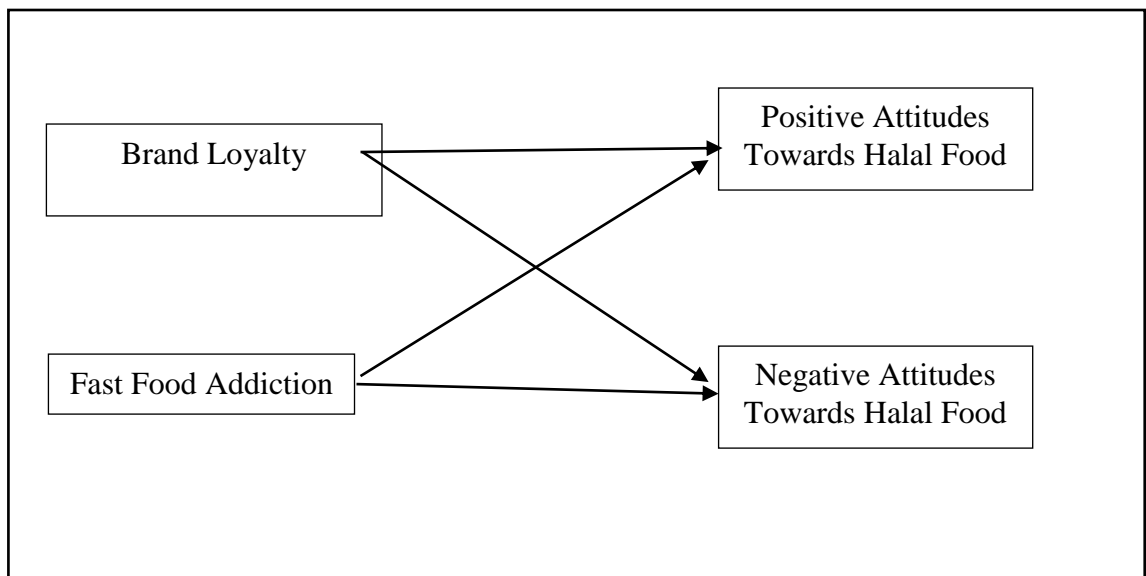 Brand Loyalty
Positive Attitudes
Towards Halal Food
Fast Food Addiction
Negative Attitudes
Towards Halal Food